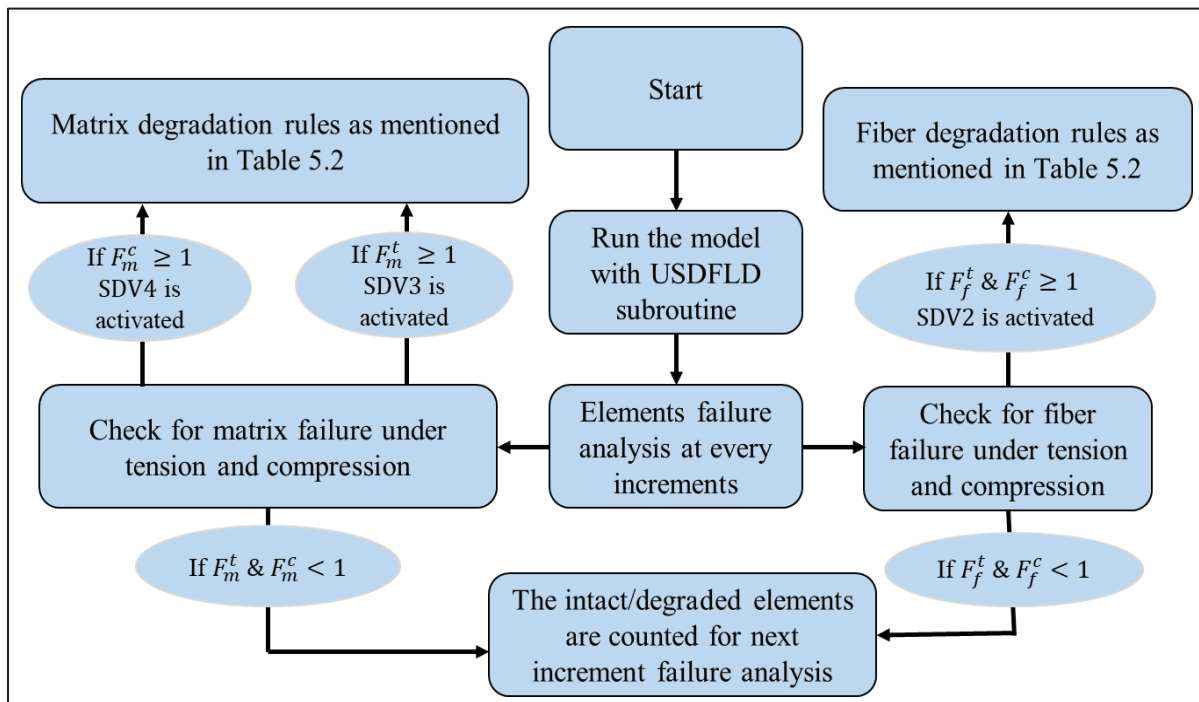 Start
Matrix degradation rules as mentioned
in Table 5.2
Fiber degradation rules as
mentioned in Table 5.2
Run the model
with USDFLD
subroutine
If $F_m^c \geq 1$
SDV4 is
activated
If $F_m^t \geq 1$
SDV3 is
activated
If $F_f^t$ & $F_f^c \geq 1$
SDV2 is activated
Check for matrix failure under
tension and compression
Elements failure
analysis at every
increments
Check for fiber
failure under tension
and compression
If $F_m^t$ & $F_m^c < 1$
If $F_f^t$ & $F_f^c < 1$
The intact/degraded elements
are counted for next
increment failure analysis